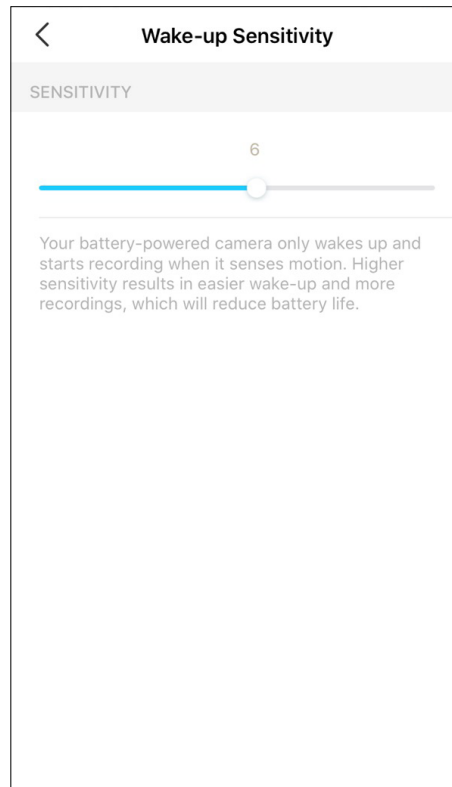 Wake-up Sensitivity
SENSITIVITY
6
Your battery-powered camera only wakes up and
starts recording when it senses motion. Higher
sensitivity results in easier wake-up and more
recordings, which will reduce battery life.